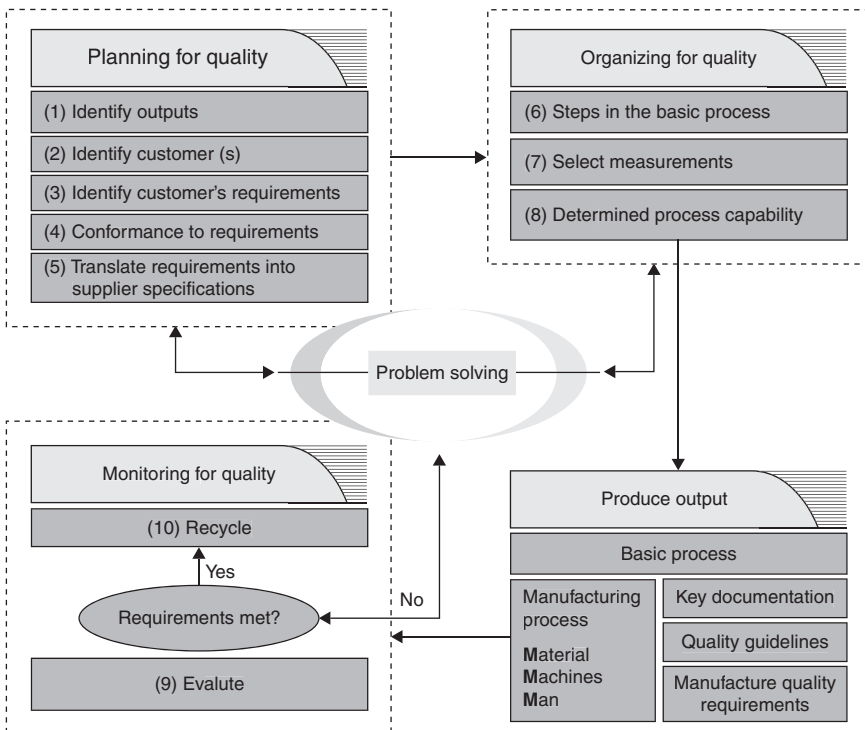 Planning for quality
(1) Identify outputs
(2) Identify customer (s)
(3) Identify customer's requirements
(4) Conformance to requirements
(5) Translate requirements into
supplier specifications
Organizing for quality
(6) Steps in the basic process
(7) Select measurements
(8) Determined process capability
Problem solving
Monitoring for quality
(10) Recycle
Yes
Requirements met?
No
(9) Evalute
Produce output
Basic process
Manufacturing
process
Material
Machines
Man
Key documentation
Quality guidelines
Manufacture quality
requirements